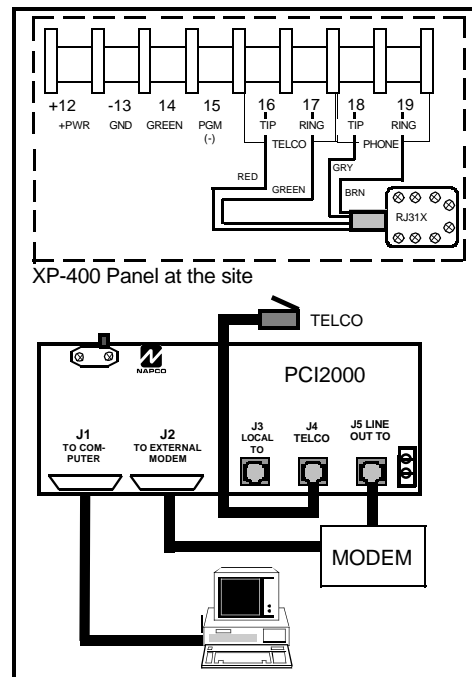 +12 -13 14 15 16 17 18 19
+PWR GND GREEN PGM TIP RING TIP RING
(-) TELCO PHONE
RED
GREEN
GRY
BRN
RJ31X
XP-400 Panel at the site
TELCO
NAPCO
PCI2000
J1
TO COM-
PUTER
J2
TO EXTERNAL
MODEM
J3
LOCAL
TO
J4
TELCO
J5 LINE
OUT TO
MODEM